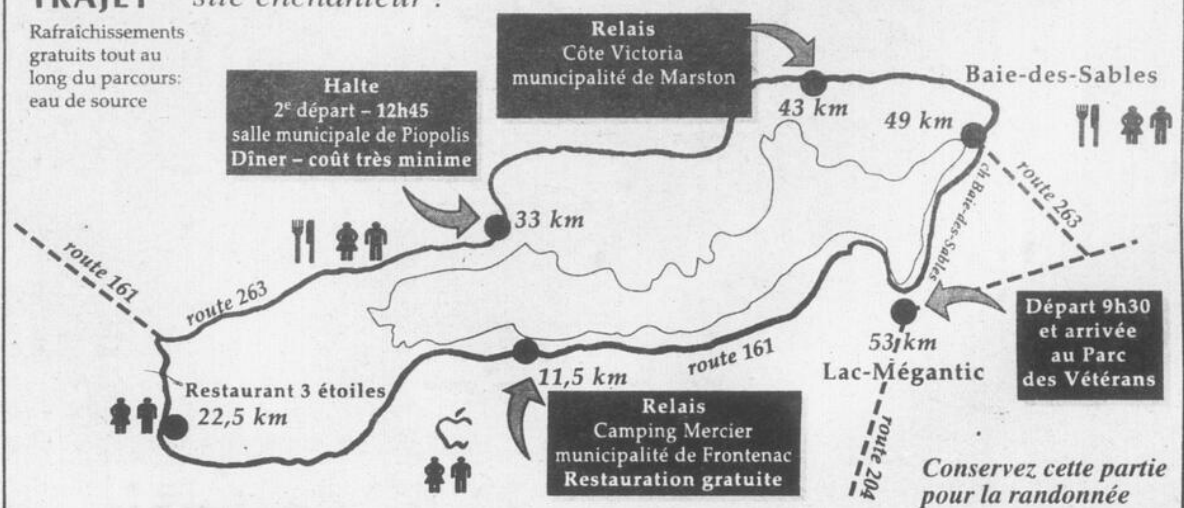 TRAJET site enchanteur :
Rafraîchissements
gratuits tout au
long du parcours:
eau de source
Halte
2e départ – 12h45
salle municipale de Piopolis
Dîner – coût très minime
Relais
Côte Victoria
municipalité de Marston
43 km
Baie-des-Sables
49 km
route 263
ch Baie-des-Sables
33 km
route 161
route 263
Restaurant 3 étoiles
22,5 km
11,5 km
route 161
Relais
Camping Mercier
municipalité de Frontenac
Restauration gratuite
53 km
Lac-Mégantic
route 204
Départ 9h30
et arrivée
au Parc
des Vétérans
Conservez cette partie
pour la randonnée